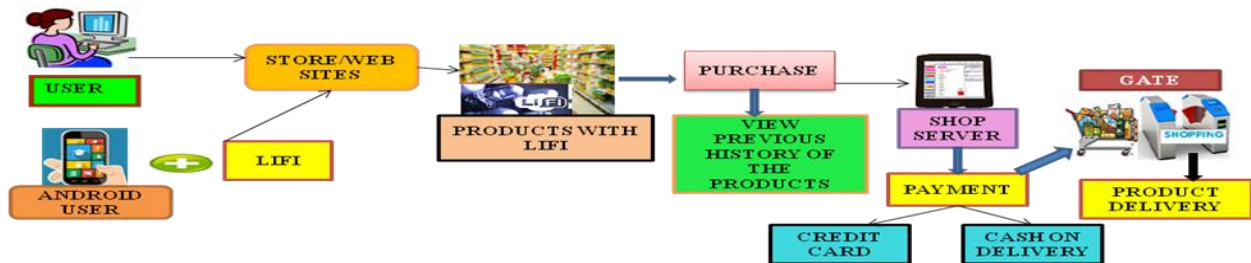 USER
ANDROID
USER
LIFI
STORE/WEB
SITES
LIFI
PRODUCTS WITH
LIFI
PURCHASE
VIEW
PREVIOUS
HISTORY OF
THE
PRODUCTS
SHOP
SERVER
PAYMENT
CREDIT
CARD
CASH ON
DELIVERY
GATE
SHOPPING
PRODUCT
DELIVERY